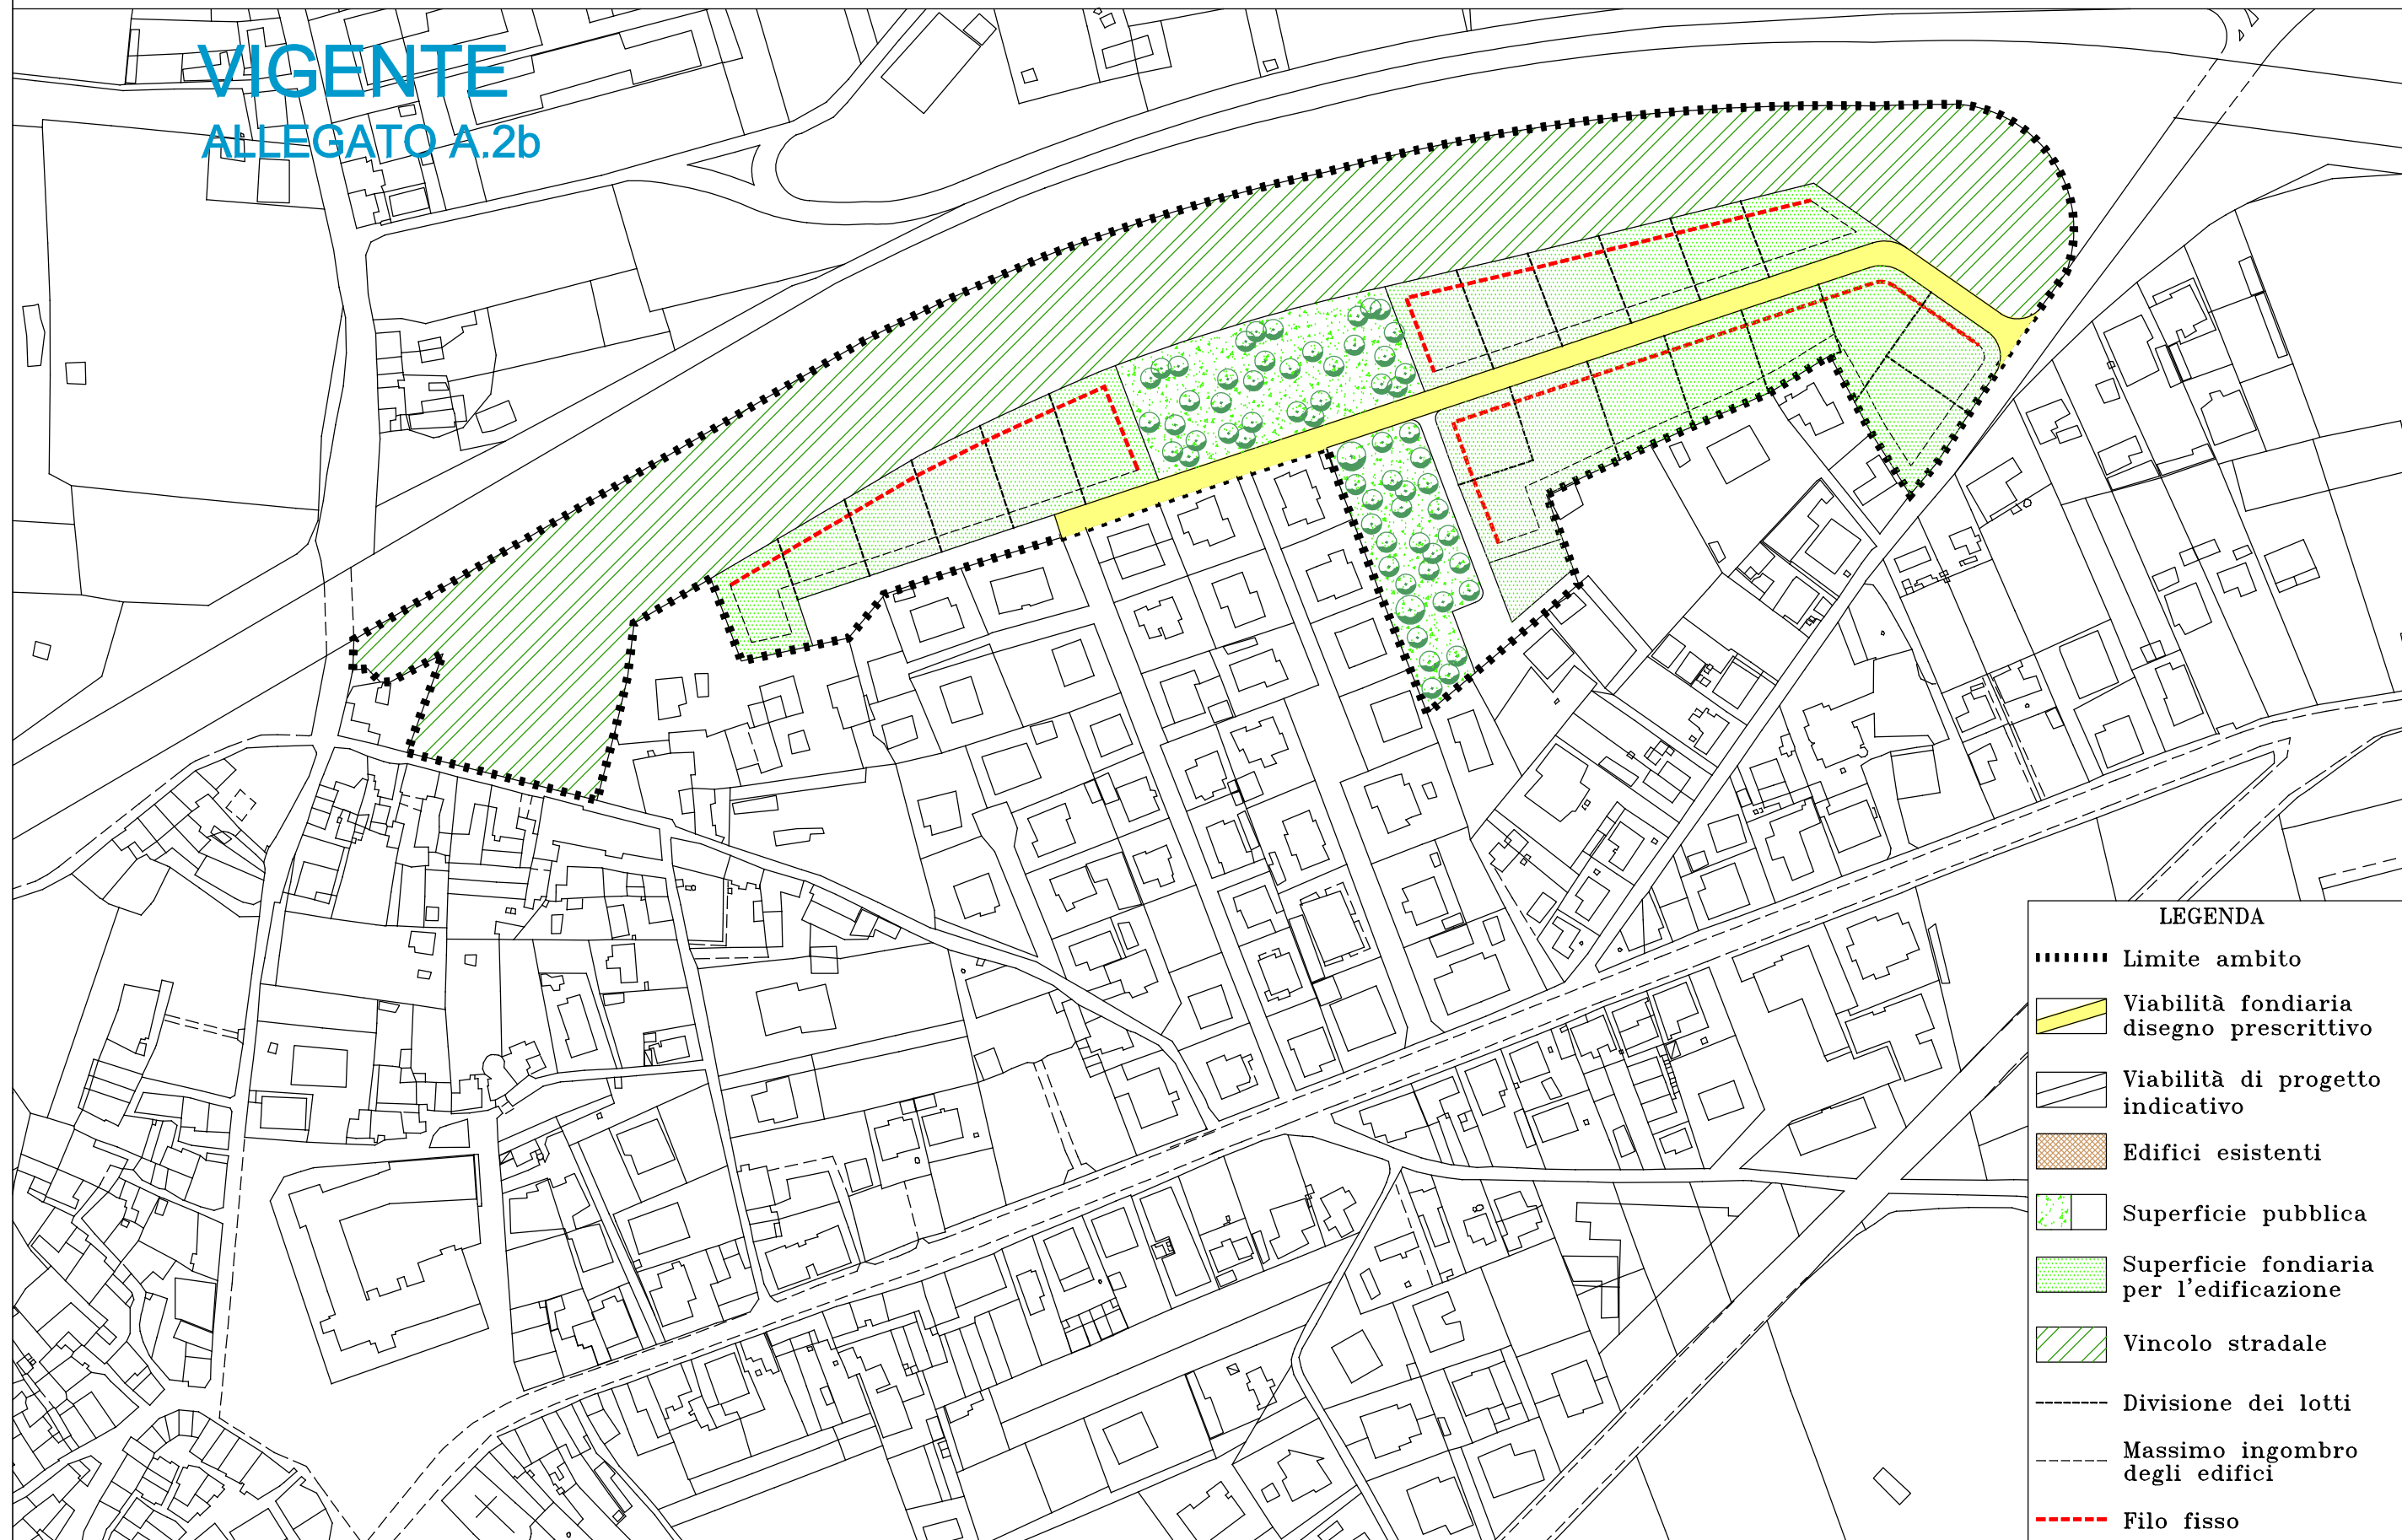 VIGENTE
ALLEGATO A.2b
LEGENDA
Limite ambito
Viabilità fondiaria
disegno prescrittivo
Viabilità di progetto
indicativo
Edifici esistenti
Superficie pubblica
Superficie fondiaria
per l'edificazione
Vincolo stradale
Divisione dei lotti
Massimo ingombro
degli edifici
Filo fisso